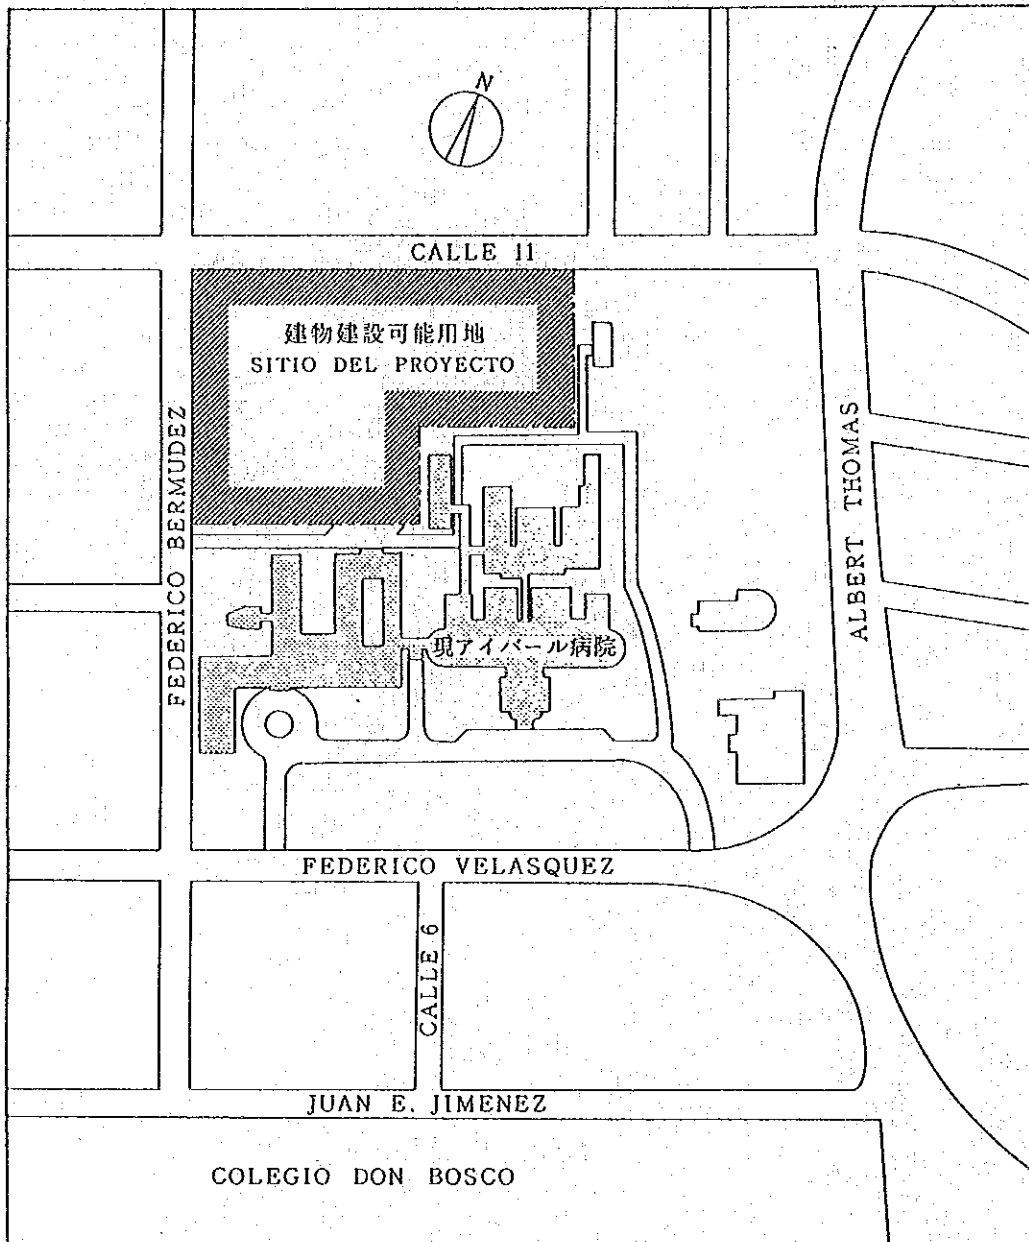 N
CALLE 11
建物建設可能用地
SITIO DEL PROYECTO
FEDERICO BERMUDEZ
ALBERT THOMAS
現アイバール病院
FEDERICO VELASQUEZ
CALLE 6
JUAN E. JIMENEZ
COLEGIO DON BOSCO